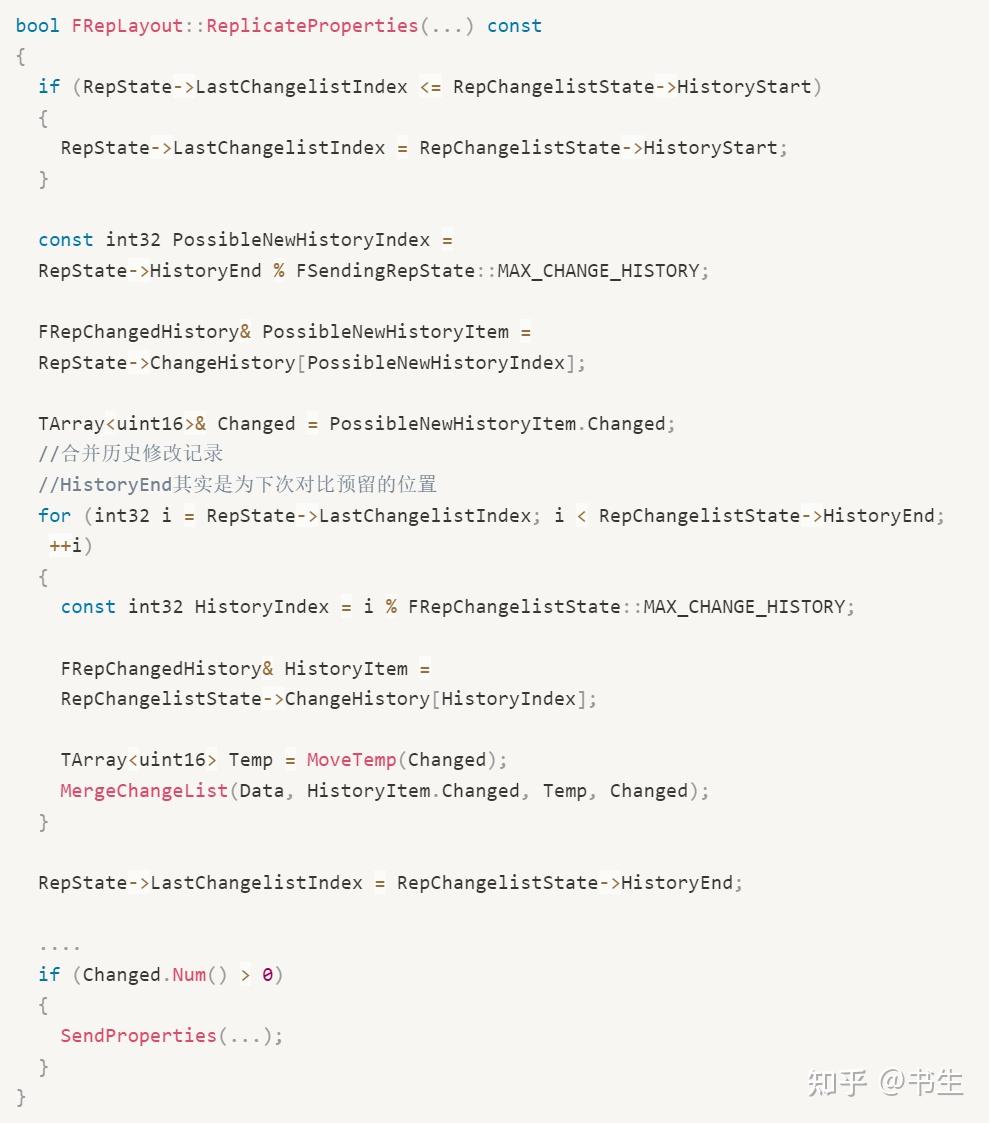 bool FRepLayout::ReplicateProperties(...) const
{
  if (RepState->LastChangelistIndex <= RepChangelistState->HistoryStart)
  {
    RepState->LastChangelistIndex = RepChangelistState->HistoryStart;
  }

  const int32 PossibleNewHistoryIndex =
  RepState->HistoryEnd % FSendingRepState::MAX_CHANGE_HISTORY;

  FRepChangedHistory& PossibleNewHistoryItem =
  RepState->ChangeHistory[PossibleNewHistoryIndex];

  TArray<uint16>& Changed = PossibleNewHistoryItem.Changed;
  //合并历史修改记录
  //HistoryEnd其实是为下次对比预留的位置
  for (int32 i = RepState->LastChangelistIndex; i < RepChangelistState->HistoryEnd;
   ++i)
  {
    const int32 HistoryIndex = i % FRepChangelistState::MAX_CHANGE_HISTORY;

    FRepChangedHistory& HistoryItem =
    RepChangelistState->ChangeHistory[HistoryIndex];

    TArray<uint16> Temp = MoveTemp(Changed);
    MergeChangeList(Data, HistoryItem.Changed, Temp, Changed);
  }

  RepState->LastChangelistIndex = RepChangelistState->HistoryEnd;

  ....
  if (Changed.Num() > 0)
  {
    SendProperties(...);
  }
}
知乎 @书生